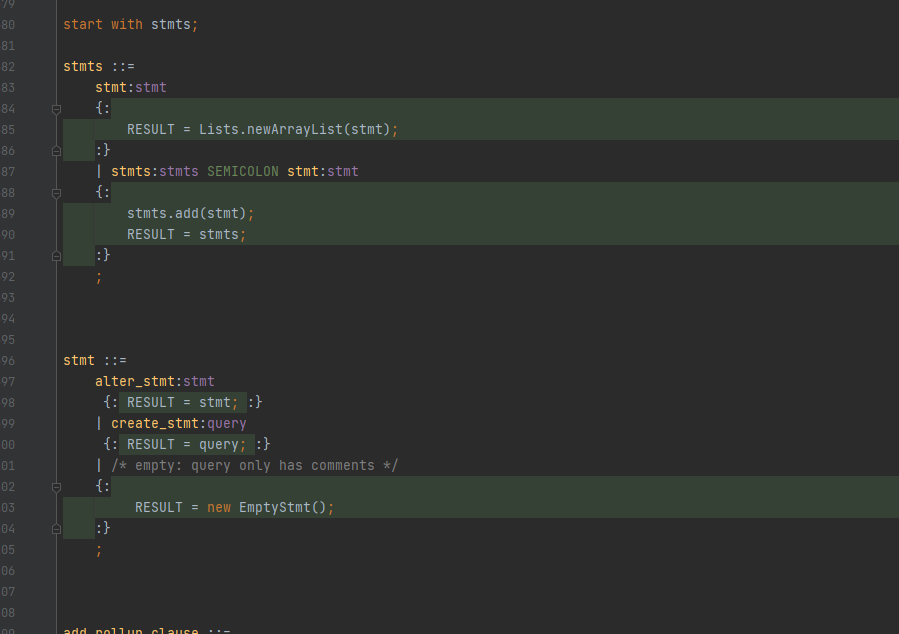 79
80 start with stmts;
81
82 stmts ::=
83 stmt:stmt
84 {:
85 RESULT = Lists.newArrayList(stmt);
86 :}
87 | stmts:stmts SEMICOLON stmt:stmt
88 {:
89 stmts.add(stmt);
90 RESULT = stmts;
91 :}
92 ;
93
94
95
96 stmt ::=
97 alter_stmt:stmt
98 {: RESULT = stmt; :}
99 | create_stmt:query
00 {: RESULT = query; :}
01 | /* empty: query only has comments */
02 {:
03 RESULT = new EmptyStmt();
04 :}
05 ;
06
07
08
09 add_rollup_clause ::=